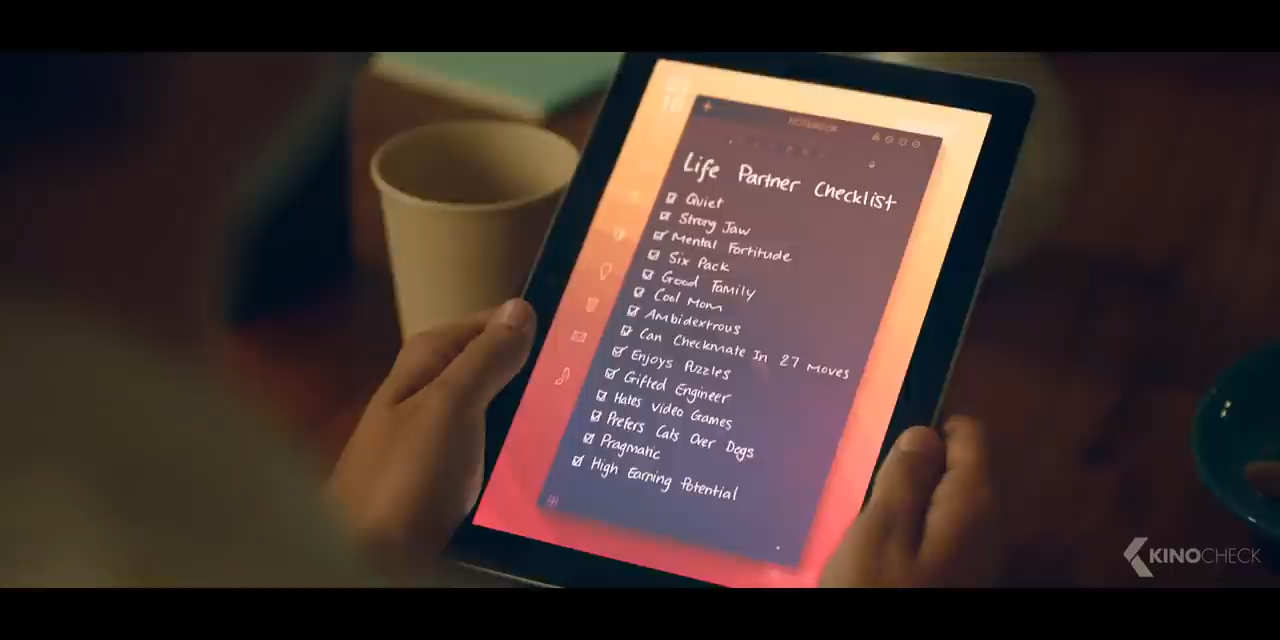 NOTEBOOK
Life Partner Checklist
Quiet
Strong Jaw
Mental Fortitude
Six Pack
Good Family
Cool Mom
Ambidextrous
Can Checkmate In 27 Moves
Enjoys Puzzles
Gifted Engineer
Hates Video Games
Prefers Cats Over Dogs
Pragmatic
High Earning Potential
KINOCHECK